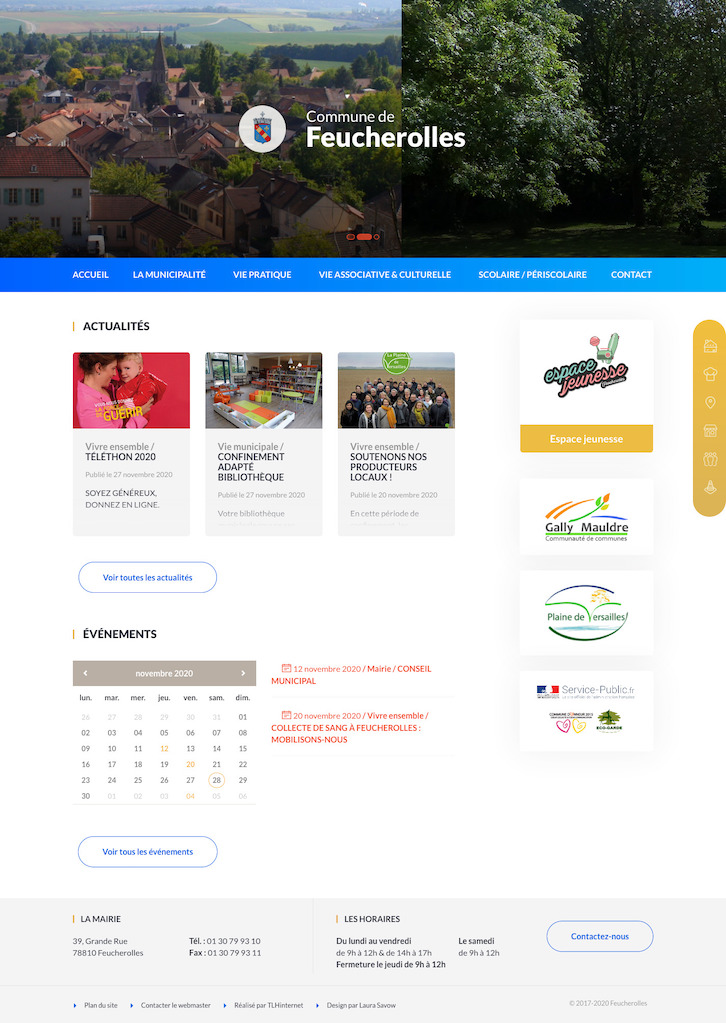 Commune de
Feucherolles
ACCUEIL
LA MUNICIPALITÉ
VIE PRATIQUE
VIE ASSOCIATIVE & CULTURELLE
SCOLAIRE / PÉRISCOLAIRE
CONTACT
ACTUALITÉS
GUÉRIR
Vivre ensemble /
TÉLÉTHON 2020
Publié le 27 novembre 2020
SOYEZ GÉNÉREUX,
DONNEZ EN LIGNE.
Vie municipale /
CONFINEMENT
ADAPTÉ
BIBLIOTHÈQUE
Publié le 27 novembre 2020
Votre bibliothèque
La Plaine
de
Versailles
Vivre ensemble /
SOUTENONS NOS
PRODUCTEURS
LOCAUX !
Publié le 20 novembre 2020
En cette période de
Voir toutes les actualités
espace
jeunesse
Espace jeunesse
Gally Mauldre
Communauté de communes
Plaine de Versailles
Service-Public.fr
ECO-GARDE
ÉVÉNEMENTS
novembre 2020
lun. mar. mer. jeu. ven. sam. dim.
26 27 28 29 30 31 01
02 03 04 05 06 07 08
09 10 11 12 13 14 15
16 17 18 19 20 21 22
23 24 25 26 27 28 29
30 01 02 03 04 05 06
12 novembre 2020 / Mairie / CONSEIL
MUNICIPAL
20 novembre 2020 / Vivre ensemble /
COLLECTE DE SANG À FEUCHEROLLES :
MOBILISONS-NOUS
Voir tous les événements
LA MAIRIE
39, Grande Rue
78810 Feucherolles
Tél. : 01 30 79 93 10
Fax : 01 30 79 93 11
LES HORAIRES
Du lundi au vendredi
de 9h à 12h & de 14h à 17h
Fermeture le jeudi de 9h à 12h
Le samedi
de 9h à 12h
Contactez-nous
Plan du site
Contacter le webmaster
Réalisé par TLHinternet
Design par Laura Savow
© 2017-2020 Feucherolles